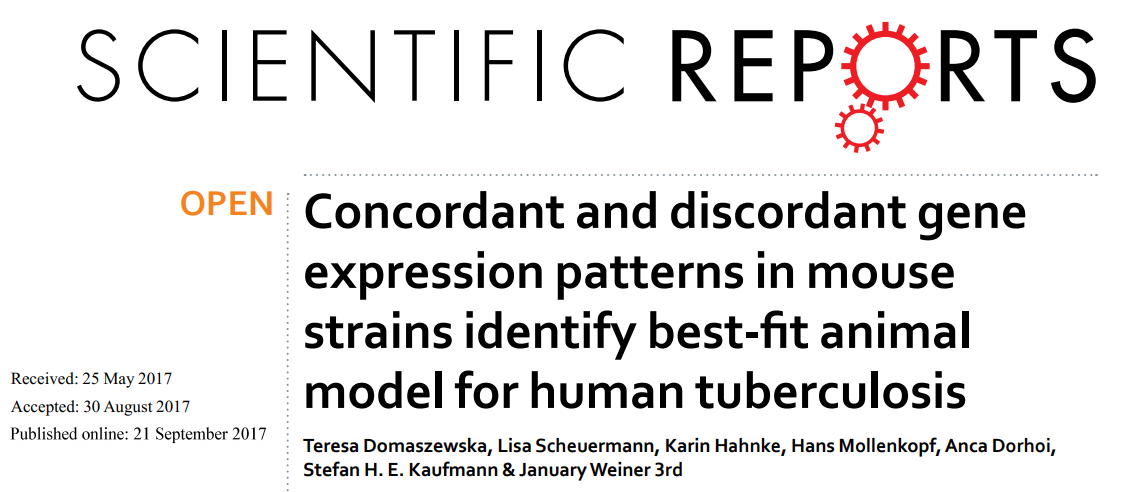 SCIENTIFIC REPORTS
OPEN
Concordant and discordant gene
expression patterns in mouse
strains identify best-fit animal
model for human tuberculosis
Received: 25 May 2017
Accepted: 30 August 2017
Published online: 21 September 2017
Teresa Domaszewska, Lisa Scheuermann, Karin Hahnke, Hans Mollenkopf, Anca Dorhoi,
Stefan H. E. Kaufmann & January Weiner 3rd